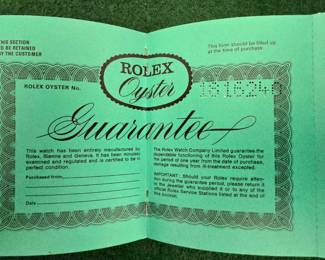 THIS SECTION
TO BE RETAINED
BY THE CUSTOMER
This form should be filled up
at the time of purchase.
ROLEX OYSTER No.
ROLEX
Oyster
Guarantee
This watch has been entirely manufactured by
Rolex, Bienne and Geneva. It has been minutely
examined and regulated and is certified to be in
perfect condition.
Purchased from
Date
The Rolex Watch Company Limited guarantees the
dependable functioning of this Rolex Oyster for
the period of one year from the date of purchase,
damage resulting from ill-treatment excepted.
IMPORTANT : Should your Rolex require atten-
tion during the guarantee period, please return it
to the jeweller who supplied it or to any of the
official Rolex Service Stations listed at the end of
this booklet.